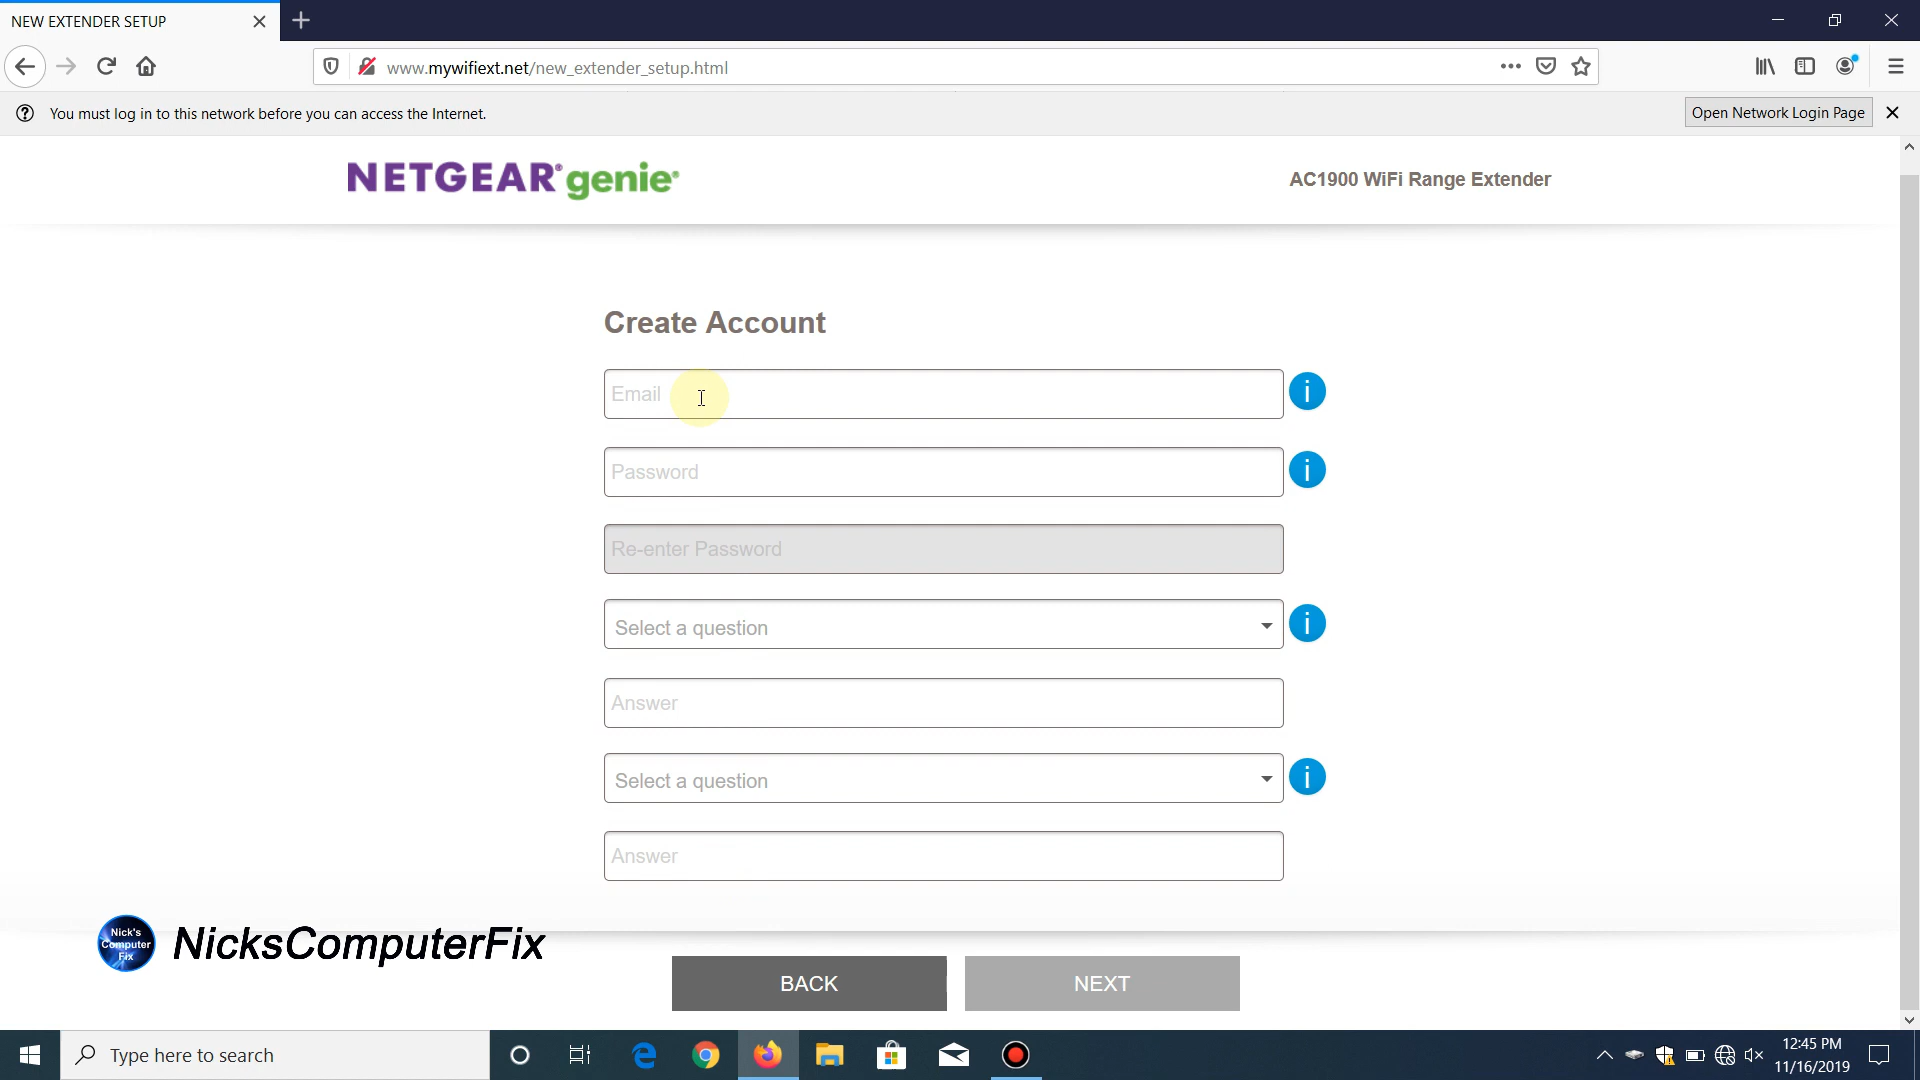 NEW EXTENDER SETUP
www.mywifiext.net/new_extender_setup.html
You must log in to this network before you can access the Internet.
Open Network Login Page
NETGEAR® genie®
AC1900 WiFi Range Extender
Create Account
Email
i
Password
i
Re-enter Password
Select a question
i
Answer
Select a question
i
Answer
Nick's
Computer
Fix
NicksComputerFix
BACK
NEXT
Type here to search
12:45 PM
11/16/2019